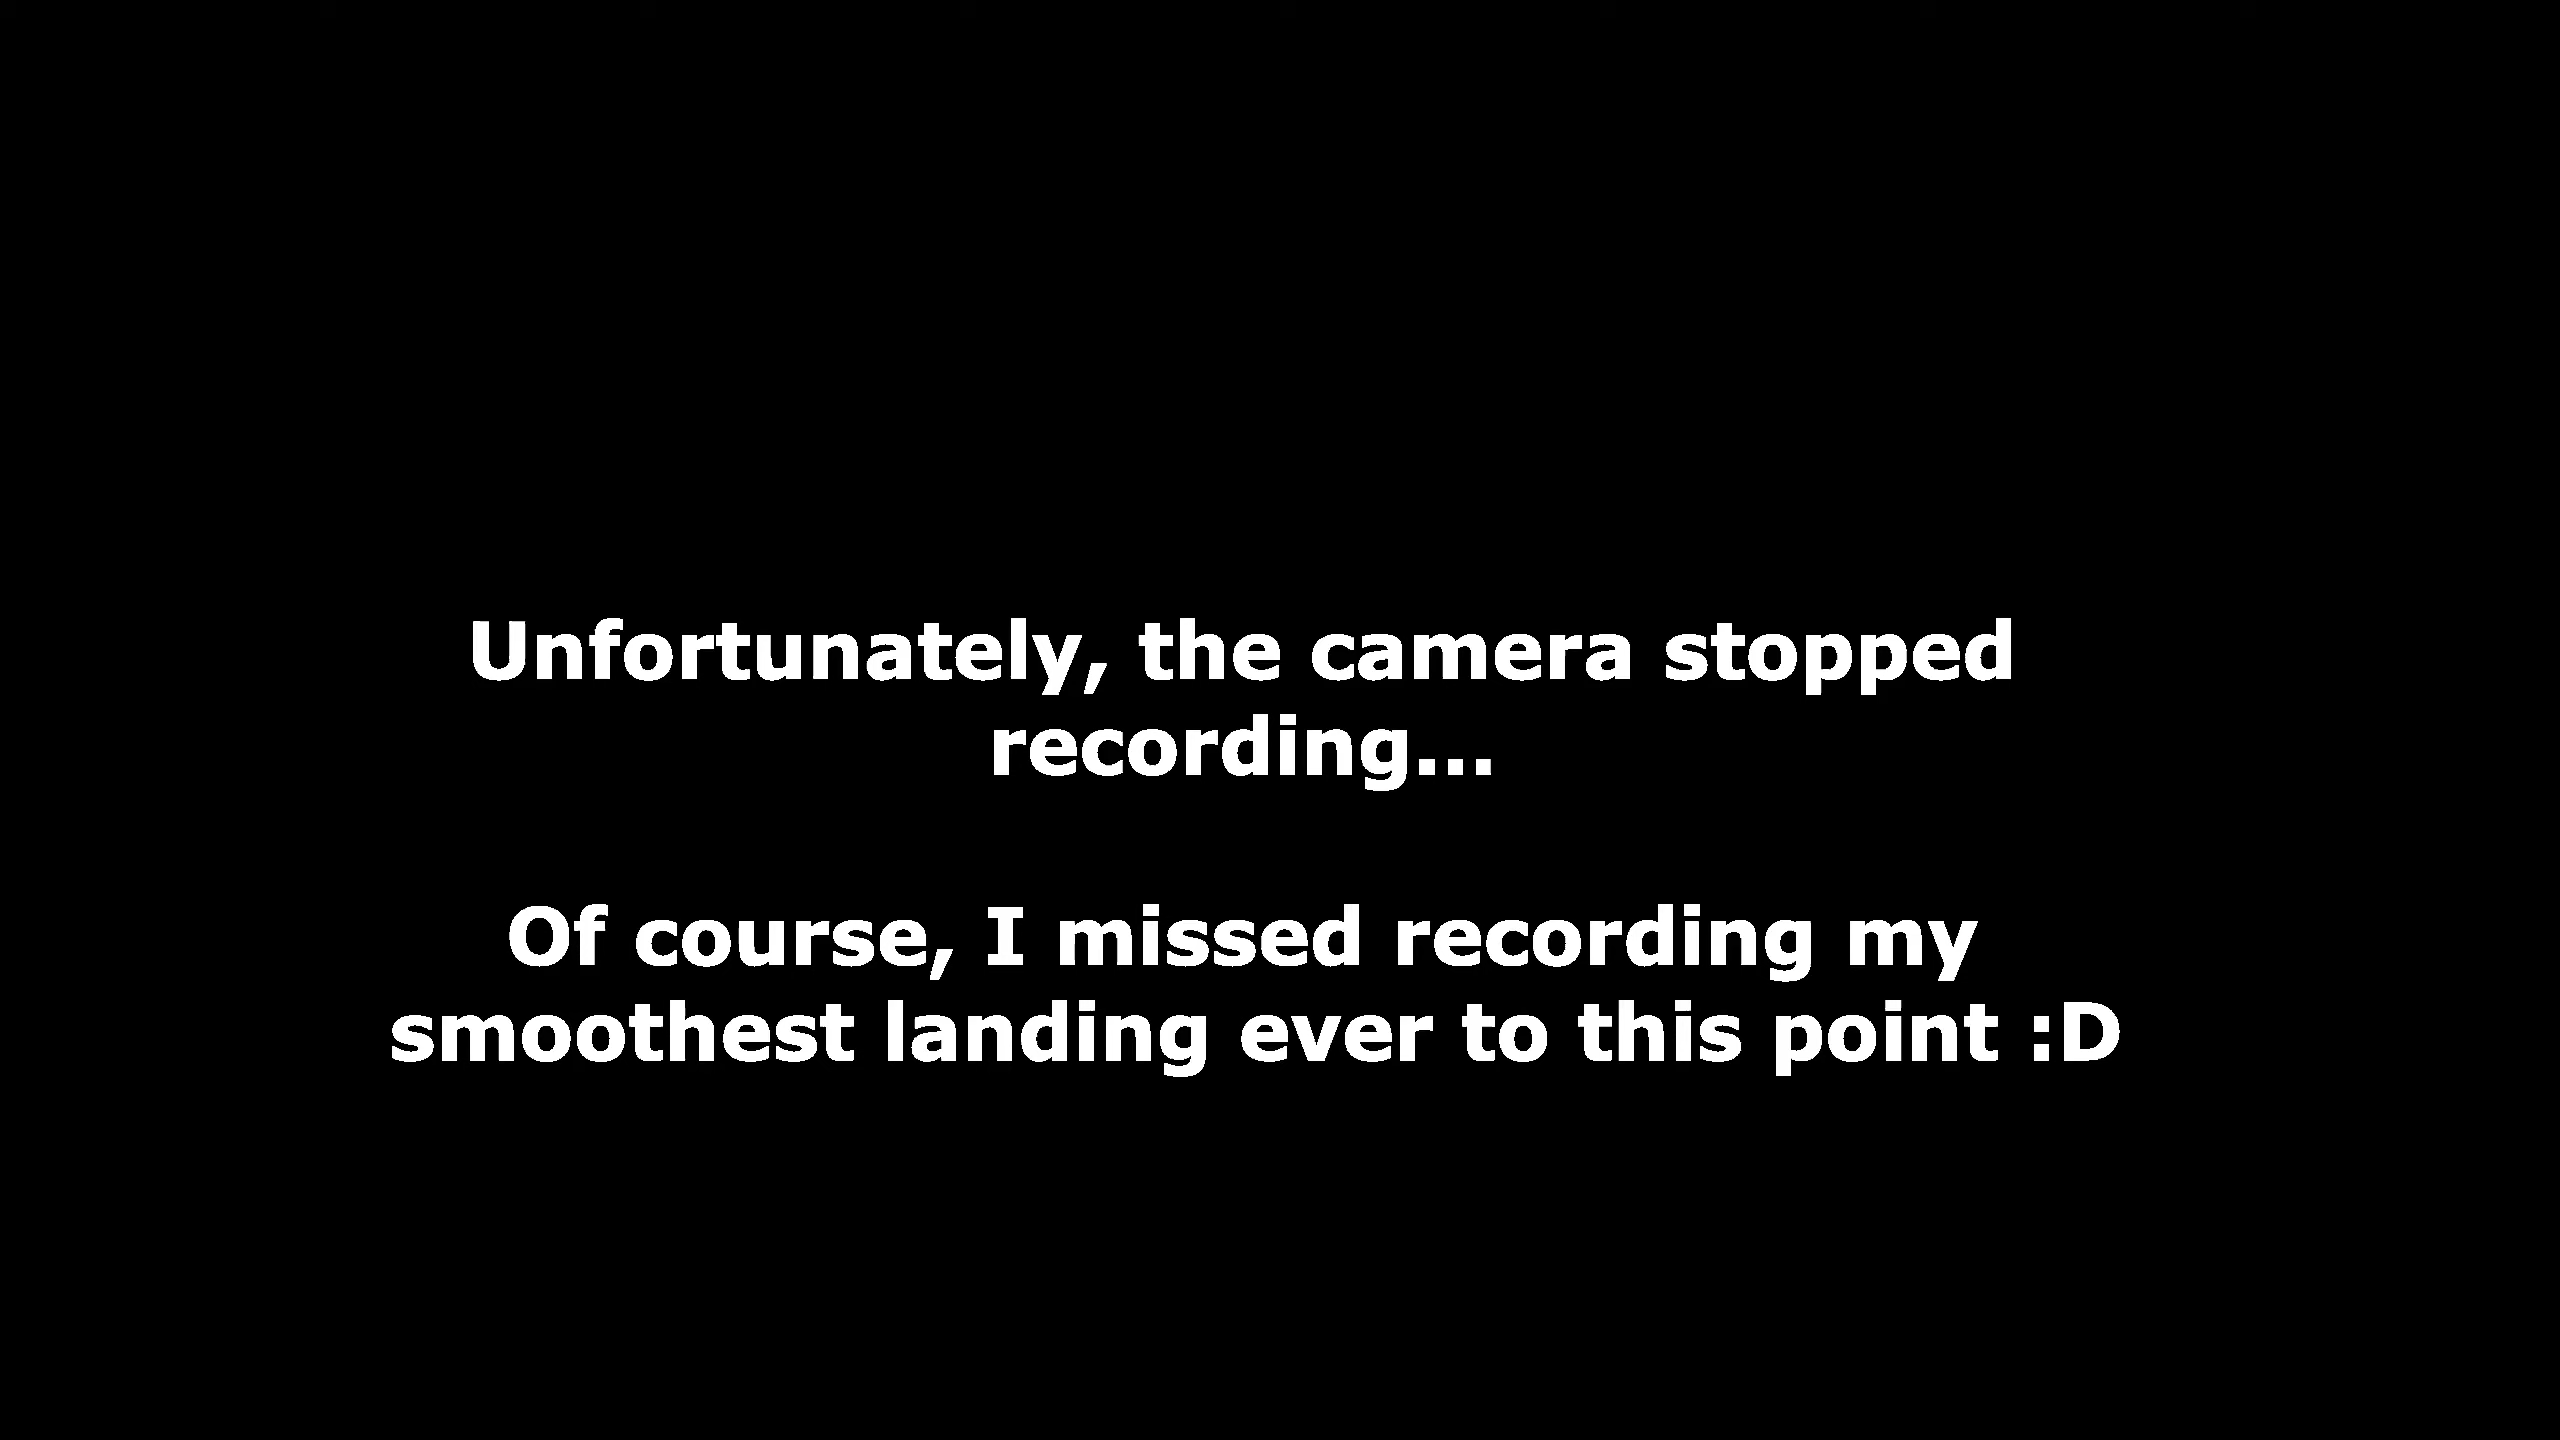 Unfortunately, the camera stopped
recording...
Of course, I missed recording my
smoothest landing ever to this point :D